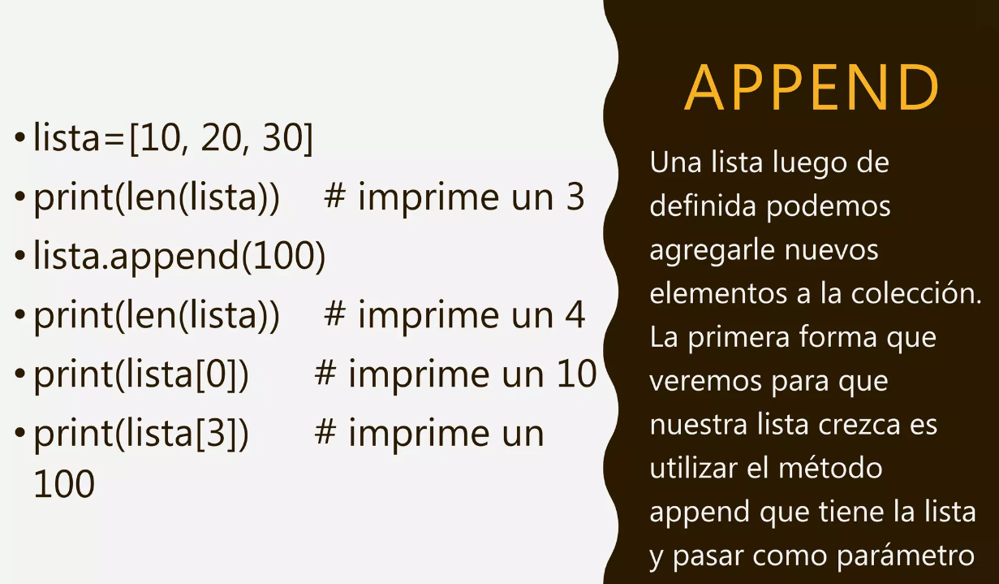 • lista=[10, 20, 30]
• print(len(lista))    # imprime un 3
• lista.append(100)
• print(len(lista))    # imprime un 4
• print(lista[0])      # imprime un 10
• print(lista[3])      # imprime un
100
APPEND
Una lista luego de
definida podemos
agregarle nuevos
elementos a la colección.
La primera forma que
veremos para que
nuestra lista crezca es
utilizar el método
append que tiene la lista
y pasar como parámetro